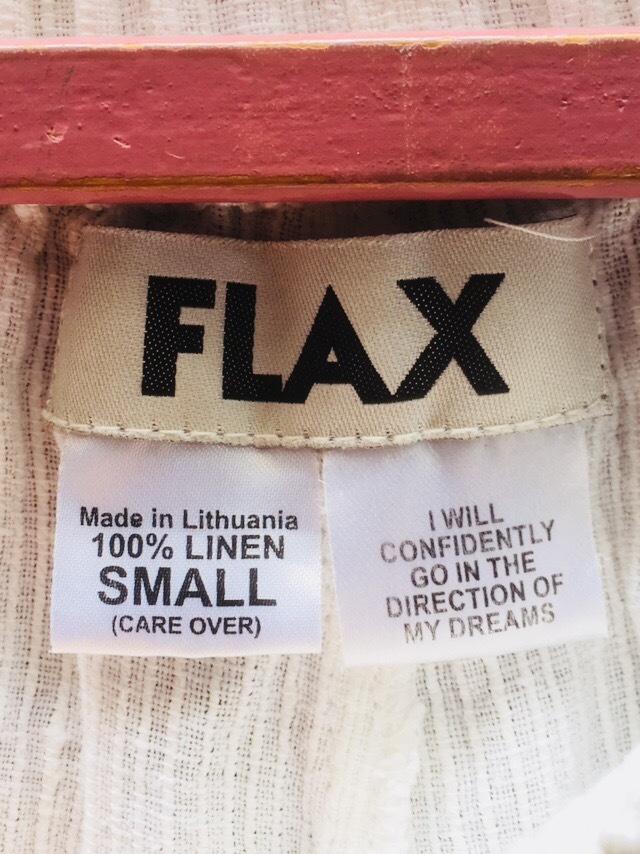 FLAX
Made in Lithuania
100% LINEN
SMALL
(CARE OVER)
I WILL
CONFIDENTLY
GO IN THE
DIRECTION OF
MY DREAMS